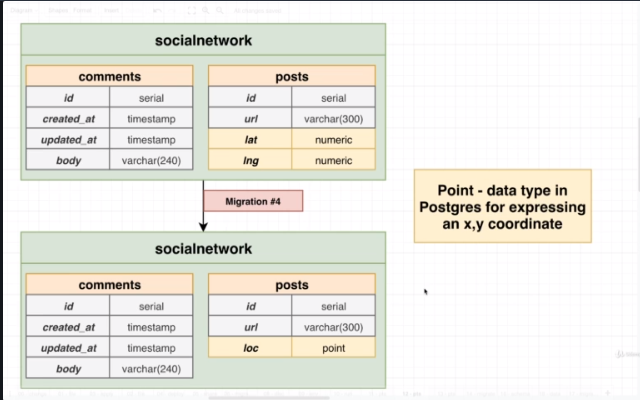 socialnetwork
comments
id serial
created_at timestamp
updated_at timestamp
body varchar(240)
posts
id serial
url varchar(300)
lat numeric
lng numeric
Migration #4
Point - data type in
Postgres for expressing
an x,y coordinate
socialnetwork
comments
id serial
created_at timestamp
updated_at timestamp
body varchar(240)
posts
id serial
url varchar(300)
loc point